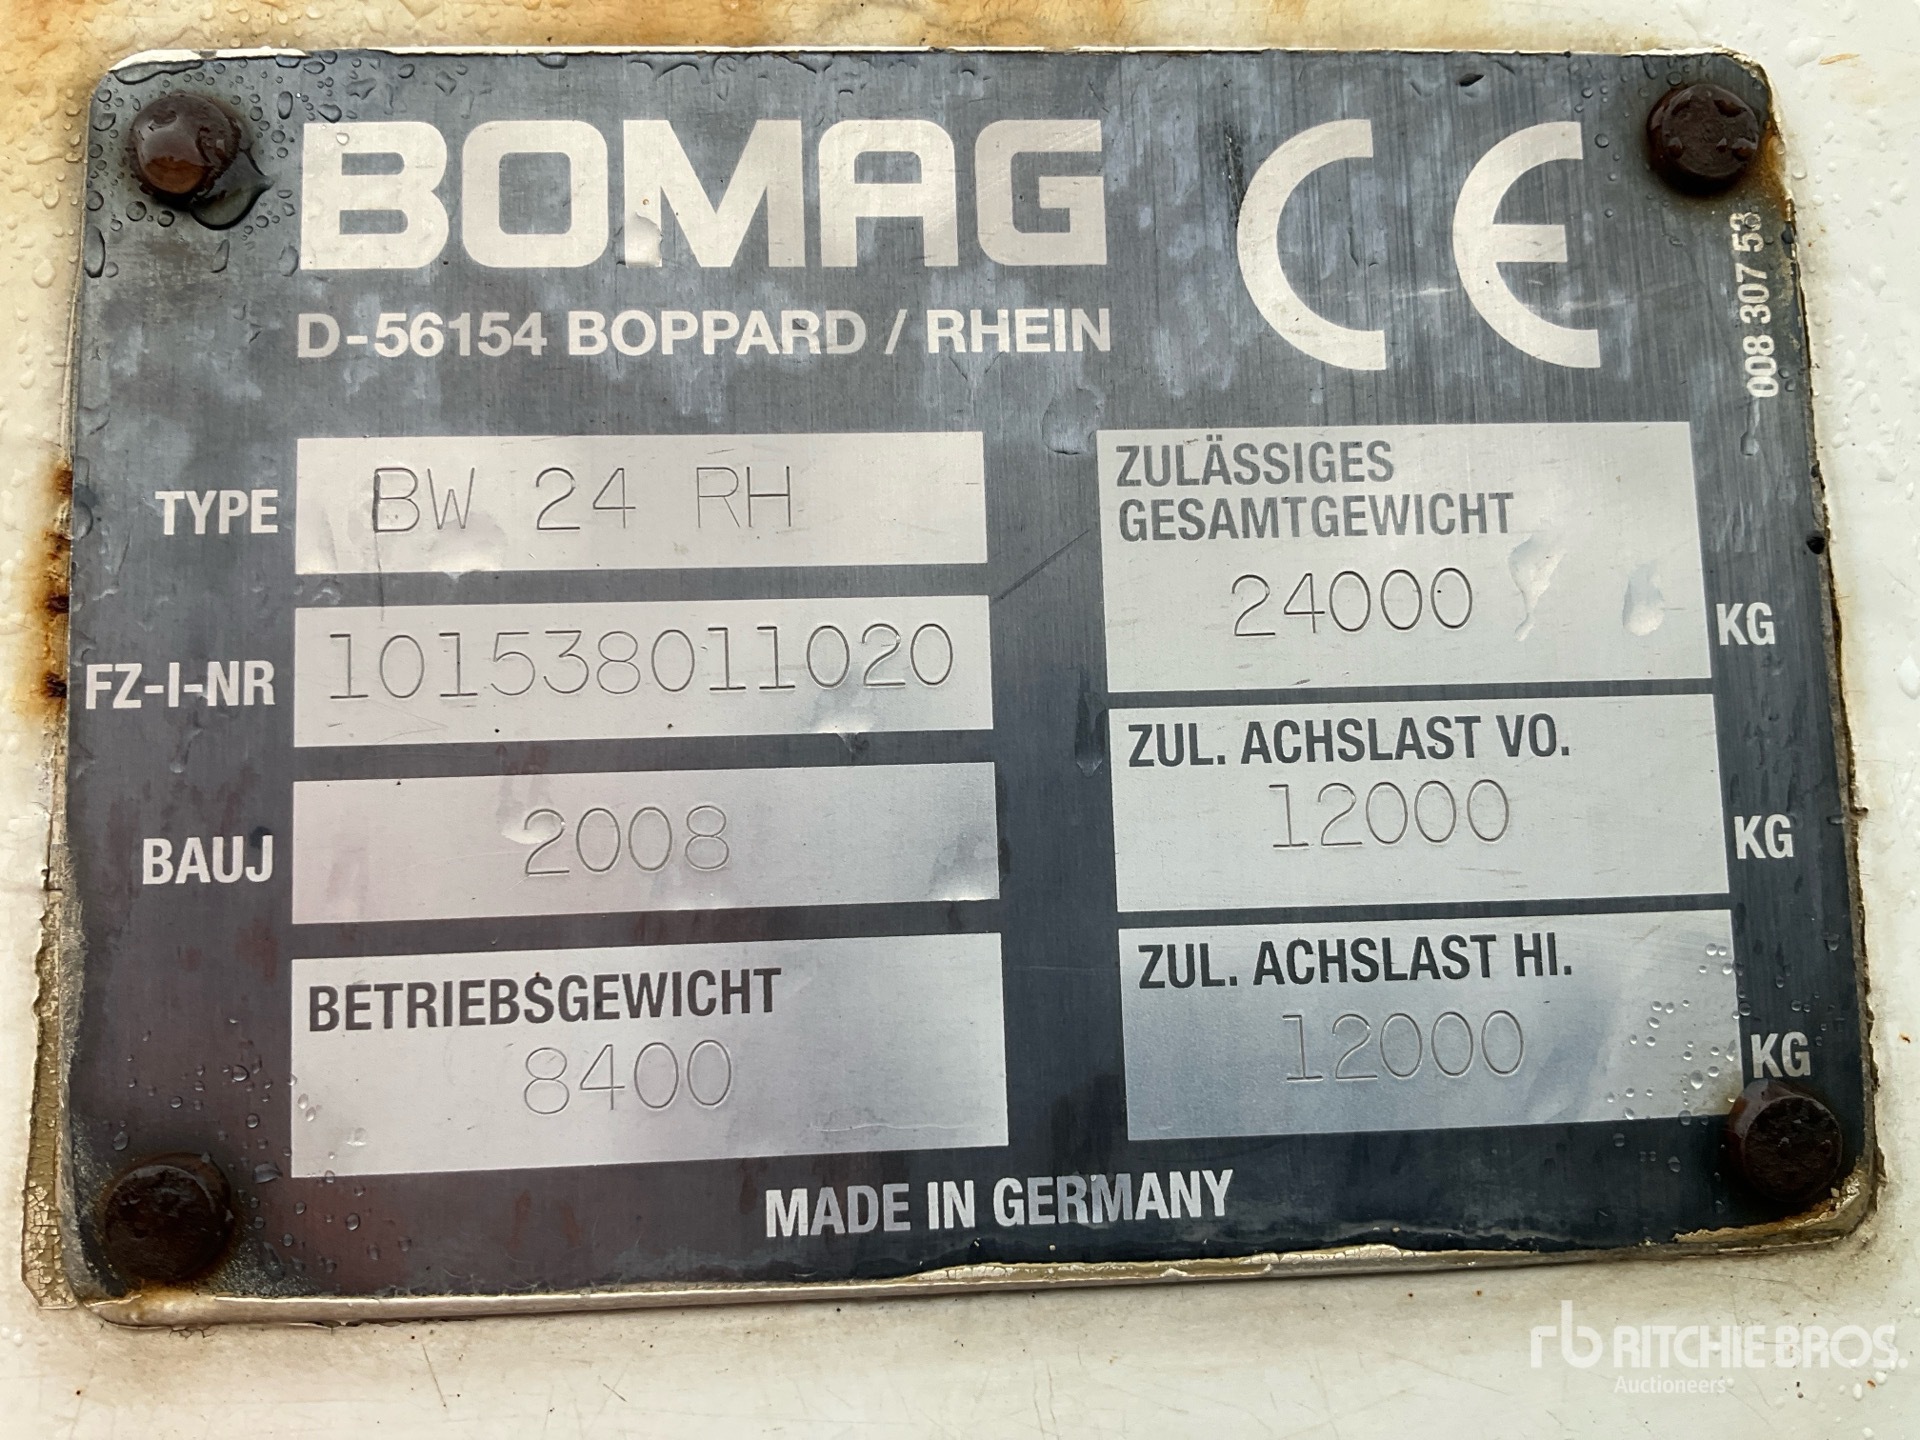 BOMAG CE
D-56154 BOPPARD / RHEIN
008 307 53
TYPE BW 24 RH
FZ-I-NR 101538011020
BAUJ 2008
BETRIEBSGEWICHT
8400
ZULÄSSIGES
GESAMTGEWICHT
24000 KG
ZUL. ACHSLAST VO.
12000 KG
ZUL. ACHSLAST HI.
12000 KG
MADE IN GERMANY
rb RITCHIE BROS.
Auctioneers